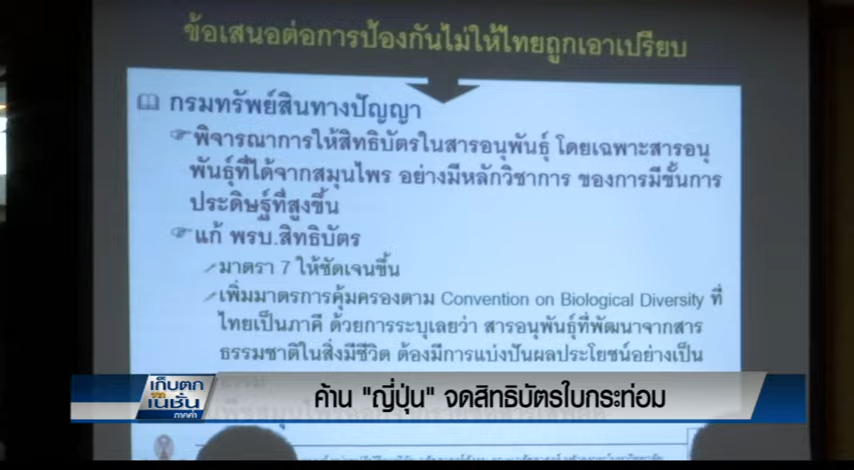 ข้อเสนอต่อการป้องกันไม่ให้ไทยถูกเอาเปรียบ
กรมทรัพย์สินทางปัญญา
พิจารณาการให้สิทธิบัตรในสารอนุพันธุ์ โดยเฉพาะสารอนุ
พันธุ์ที่ได้จากสมุนไพร อย่างมีหลักวิชาการ ของการมีขั้นการ
ประดิษฐ์ที่สูงขึ้น
แก้ พรบ.สิทธิบัตร
มาตรา 7 ให้ชัดเจนขึ้น
เพิ่มมาตรการคุ้มครองตาม Convention on Biological Diversity ที่
ไทยเป็นภาคี ด้วยการระบุเลยว่า สารอนุพันธุ์ที่พัฒนาจากสาร
ธรรมชาติในสิ่งมีชีวิต ต้องมีการแบ่งปันผลประโยชน์อย่างเป็น
เก็บตก
จาก
เนชั่น
ภาคค่ำ
ค้าน "ญี่ปุ่น" จดสิทธิบัตรใบกระท่อม